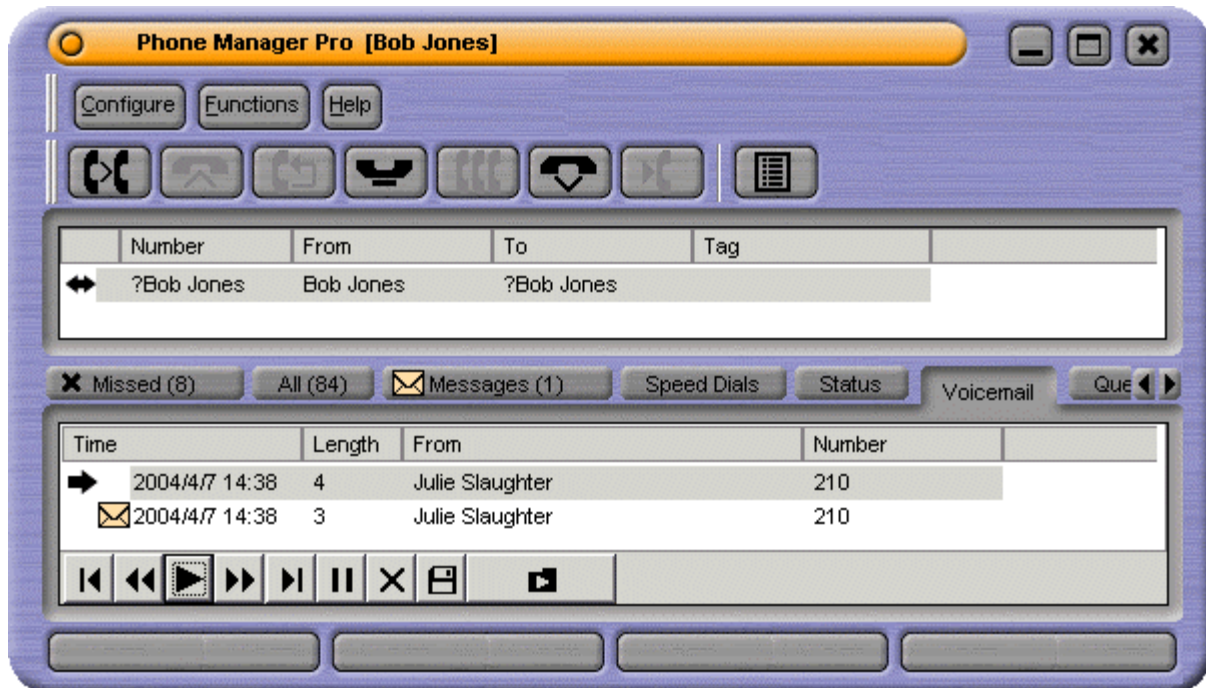 Phone Manager Pro [Bob Jones]
Configure Functions Help
Number From To Tag
?Bob Jones Bob Jones ?Bob Jones
Missed (8) All (84) Messages (1) Speed Dials Status Voicemail Que
Time Length From Number
2004/4/7 14:38 4 Julie Slaughter 210
2004/4/7 14:38 3 Julie Slaughter 210